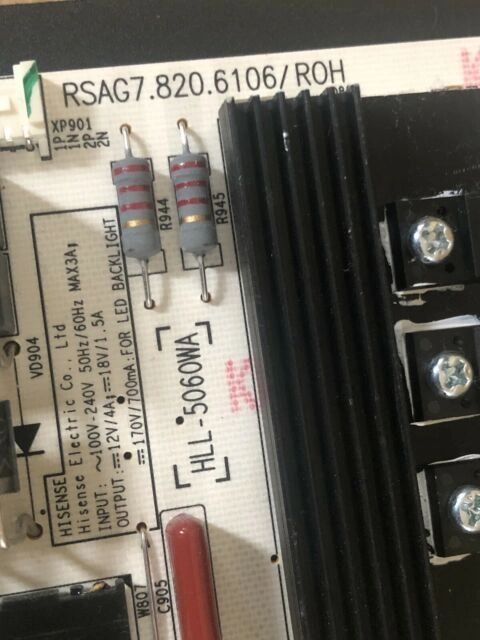 RSAG7.820.6106/ROH
XP901
1P
1N
2P
2N
R944
R945
VD904
HISENSE
Hisense Electric Co., Ltd
INPUT: ～100V-240V 50Hz/60Hz MAX3A;
OUTPUT:⎓12V/4A;⎓18V/1.5A
⎓170V/700mA:FOR LED BACKLIGHT
HLL-5060WA
W807
C905